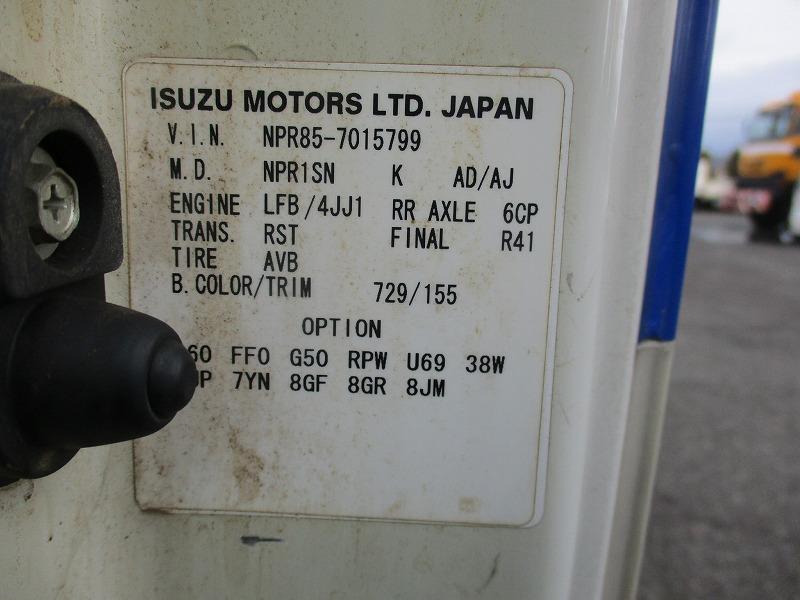 ISUZU MOTORS LTD. JAPAN
V.I.N. NPR85-7015799
M.D. NPR1SN K AD/AJ
ENGINE LFB/4JJ1 RR AXLE 6CP
TRANS. RST FINAL R41
TIRE AVB
B.COLOR/TRIM 729/155
OPTION
FF0 G50 RPW U69 38W
7YN 8GF 8GR 8JM